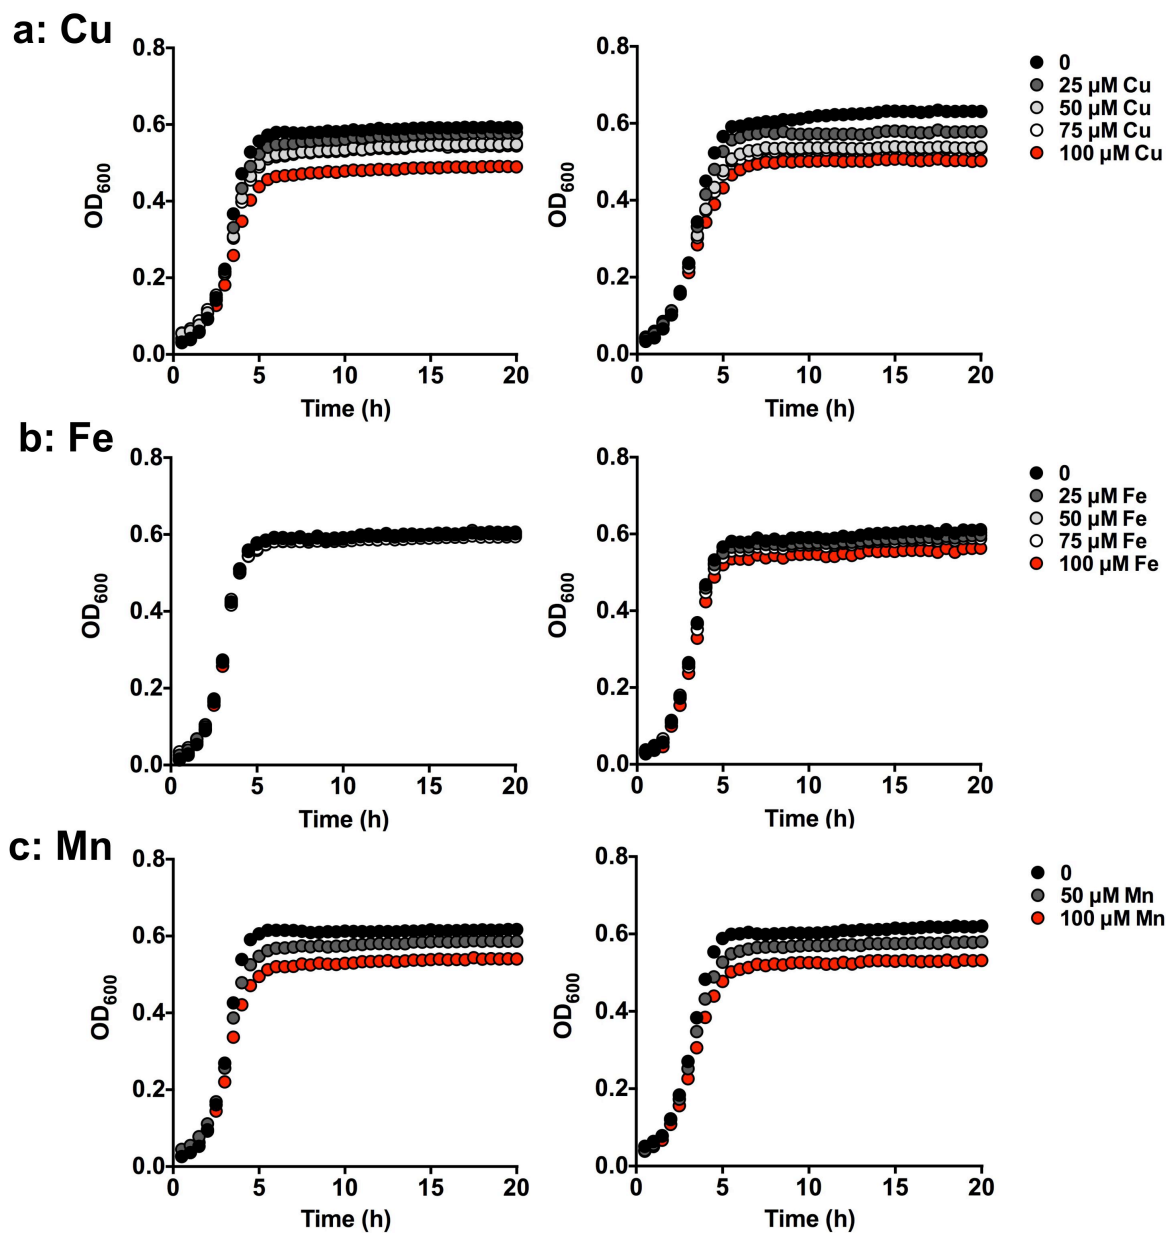 a: Cu
0.8
0.6
0.4
0.2
0.0
OD600
0 5 10 15 20
Time (h)
0.8
0.6
0.4
0.2
0.0
OD600
0 5 10 15 20
Time (h)
0
25 µM Cu
50 µM Cu
75 µM Cu
100 µM Cu
b: Fe
0.8
0.6
0.4
0.2
0.0
OD600
0 5 10 15 20
Time (h)
0.8
0.6
0.4
0.2
0.0
OD600
0 5 10 15 20
Time (h)
0
25 µM Fe
50 µM Fe
75 µM Fe
100 µM Fe
c: Mn
0.8
0.6
0.4
0.2
0.0
OD600
0 5 10 15 20
Time (h)
0.8
0.6
0.4
0.2
0.0
OD600
0 5 10 15 20
Time (h)
0
50 µM Mn
100 µM Mn